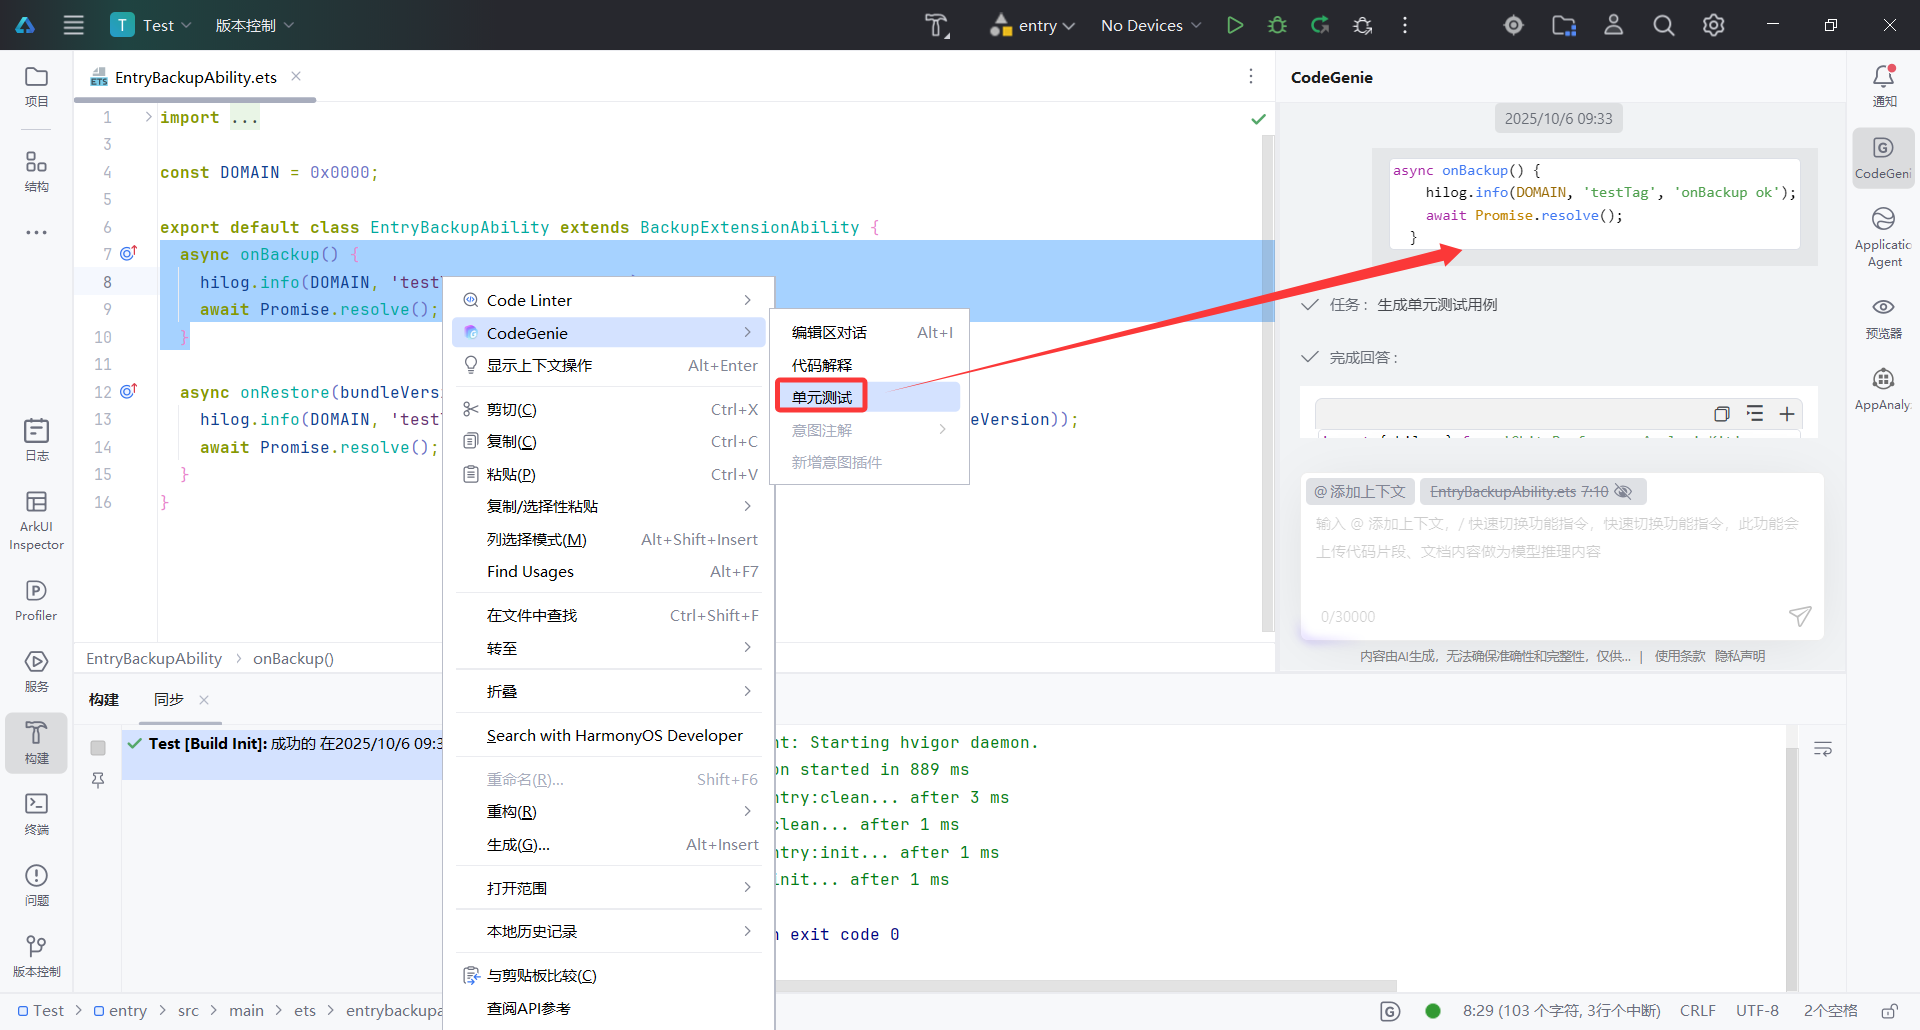 T Test 版本控制 entry No Devices
项目
结构
日志
ArkUI
Inspector
Profiler
服务
构建
终端
问题
版本控制
ETS EntryBackupAbility.ets
1 import ...
3
4 const DOMAIN = 0x0000;
5
6 export default class EntryBackupAbility extends BackupExtensionAbility {
7 async onBackup() {
8 hilog.info(DOMAIN, 'test
9 await Promise.resolve();
10 }
11
12 async onRestore(bundleVersi
13 hilog.info(DOMAIN, 'test eVersion));
14 await Promise.resolve();
15 }
16 }
EntryBackupAbility > onBackup()
Code Linter
CodeGenie
显示上下文操作 Alt+Enter
剪切(C) Ctrl+X
复制(C) Ctrl+C
粘贴(P) Ctrl+V
复制/选择性粘贴
列选择模式(M) Alt+Shift+Insert
Find Usages Alt+F7
在文件中查找 Ctrl+Shift+F
转至
折叠
Search with HarmonyOS Developer
重命名(R)... Shift+F6
重构(R)
生成(G)... Alt+Insert
打开范围
本地历史记录
与剪贴板比较(C)
查阅API参考
编辑区对话 Alt+I
代码解释
单元测试
意图注解
新增意图插件
CodeGenie
2025/10/6 09:33
async onBackup() {
hilog.info(DOMAIN, 'testTag', 'onBackup ok');
await Promise.resolve();
}
任务： 生成单元测试用例
完成回答：
@ 添加上下文 EntryBackupAbility.ets 7:10
输入 @ 添加上下文，/ 快速切换功能指令，快速切换功能指令，此功能会
上传代码片段、文档内容做为模型推理内容
0/30000
内容由AI生成，无法确保准确性和完整性，仅供... | 使用条款 隐私声明
通知
CodeGeni
Applicatic
Agent
预览器
AppAnaly
构建 同步
Test [Build Init]: 成功的 在2025/10/6 09:3
nt: Starting hvigor daemon.
on started in 889 ms
ntry:clean... after 3 ms
clean... after 1 ms
ntry:init... after 1 ms
init... after 1 ms
n exit code 0
Test > entry > src > main > ets > entrybackupa
8:29 (103 个字符, 3行个中断) CRLF UTF-8 2个空格